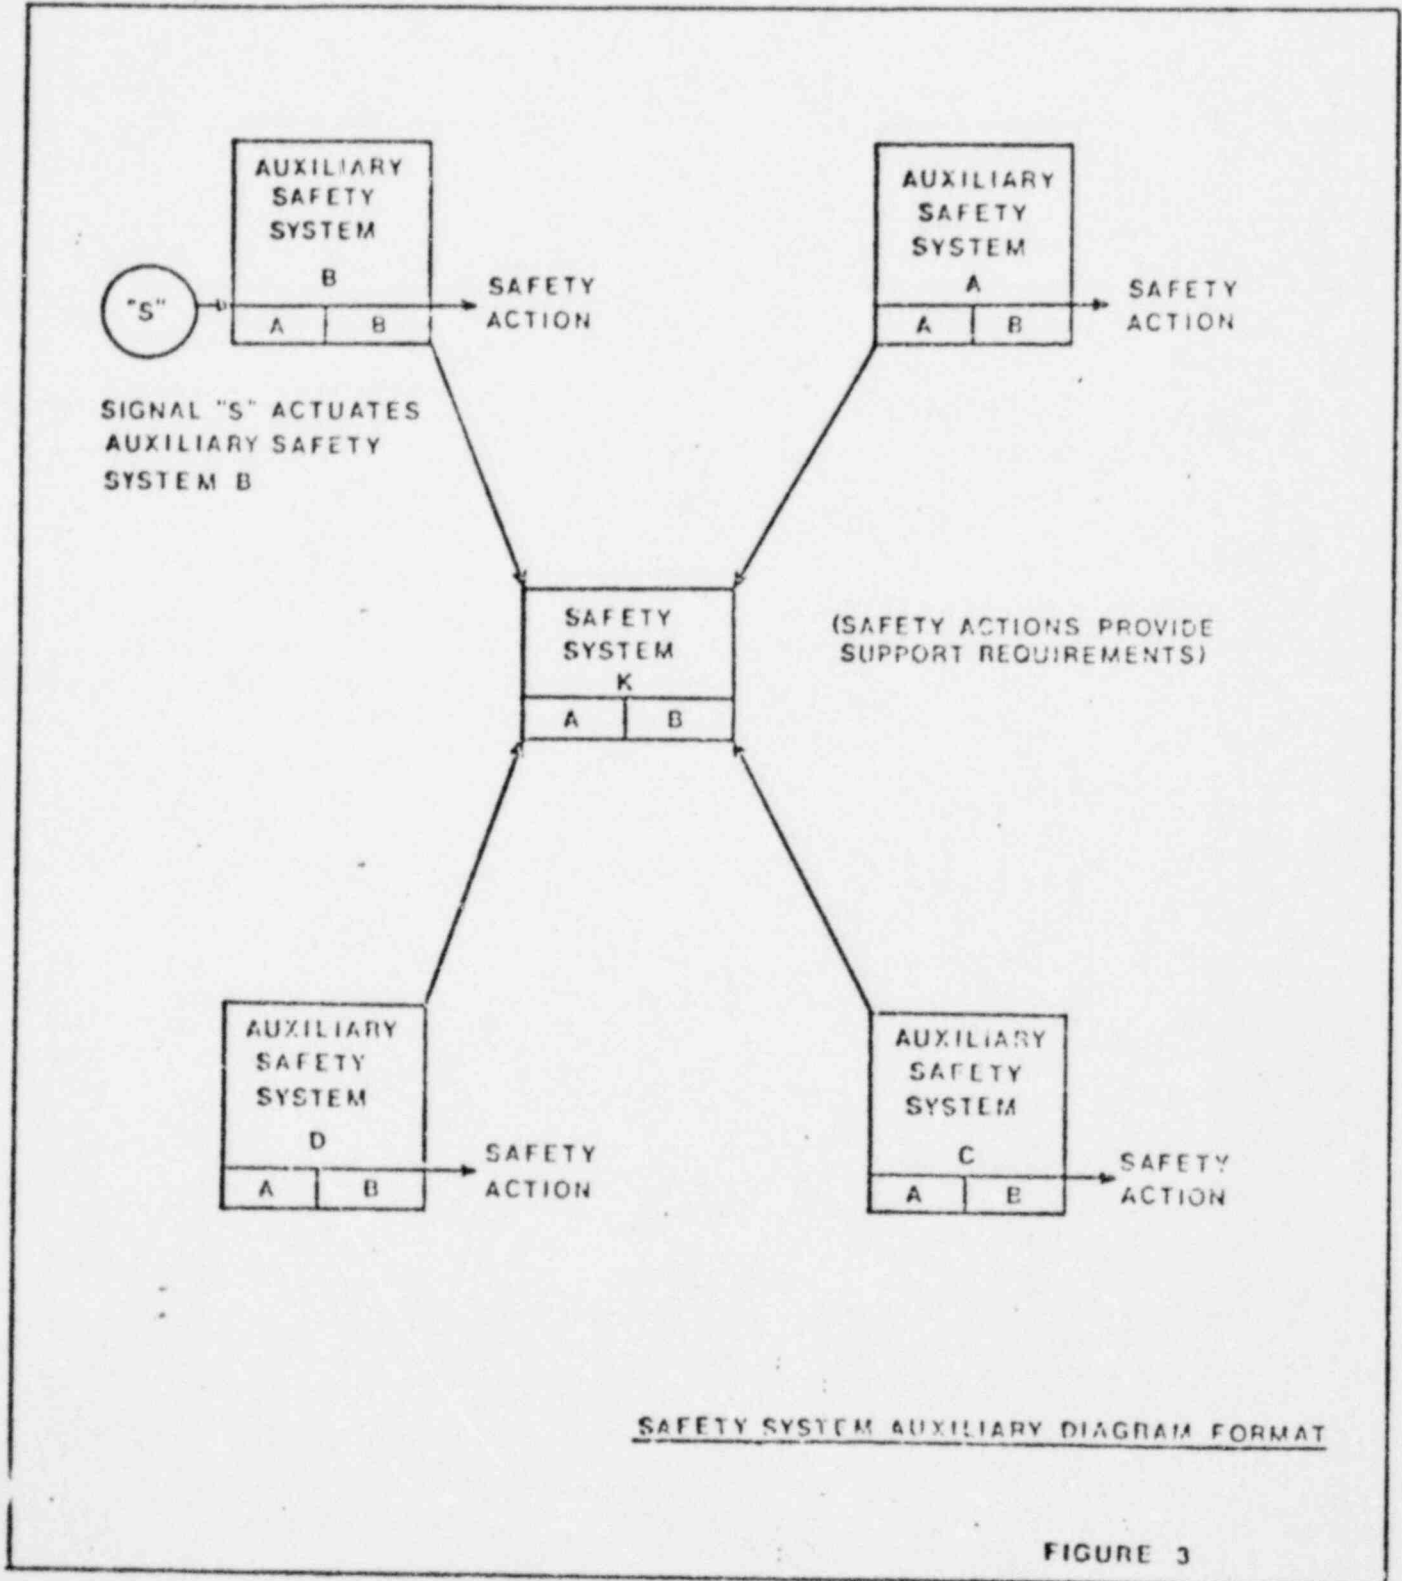 AUXILIARY
SAFETY
SYSTEM
B
A B
SAFETY
ACTION
"S"
SIGNAL "S" ACTUATES
AUXILIARY SAFETY
SYSTEM B
AUXILIARY
SAFETY
SYSTEM
A
A B
SAFETY
ACTION
SAFETY
SYSTEM
K
A B
(SAFETY ACTIONS PROVIDE
SUPPORT REQUIREMENTS)
AUXILIARY
SAFETY
SYSTEM
D
A B
SAFETY
ACTION
AUXILIARY
SAFETY
SYSTEM
C
A B
SAFETY
ACTION
SAFETY SYSTEM AUXILIARY DIAGRAM FORMAT
FIGURE 3